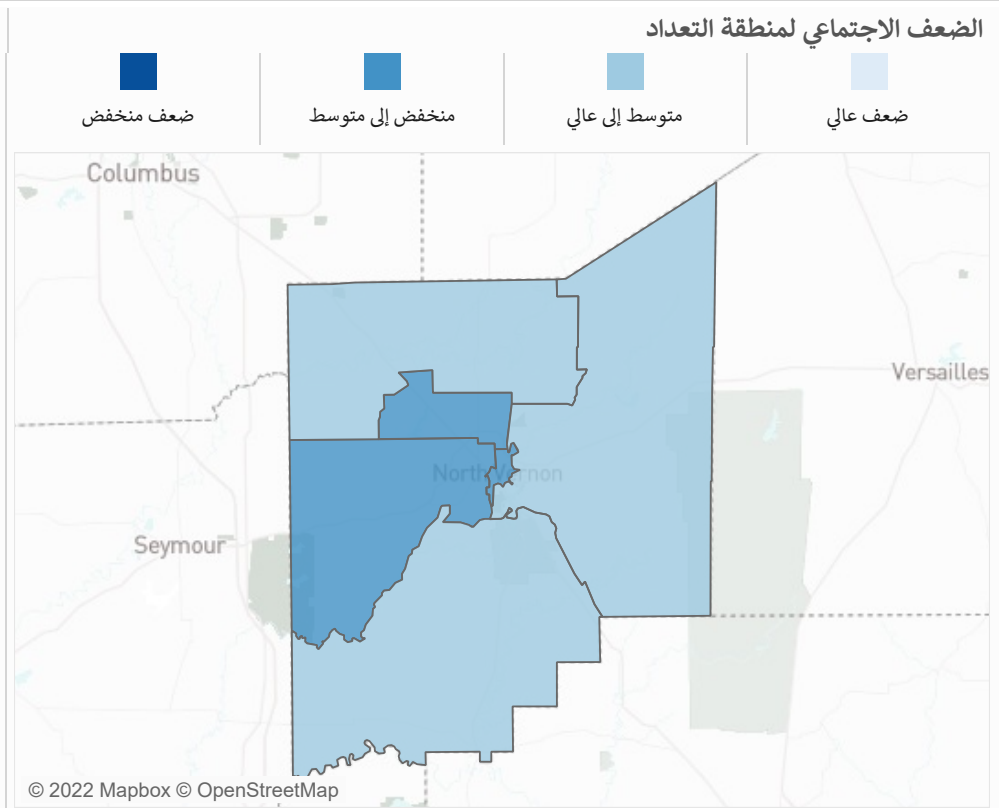 الضعف الاجتماعي لمنطقة التعداد
ضعف عالي
متوسط إلى عالي
منخفض إلى متوسط
ضعف منخفض
Columbus
Versailles
North Vernon
Seymour
© 2022 Mapbox © OpenStreetMap